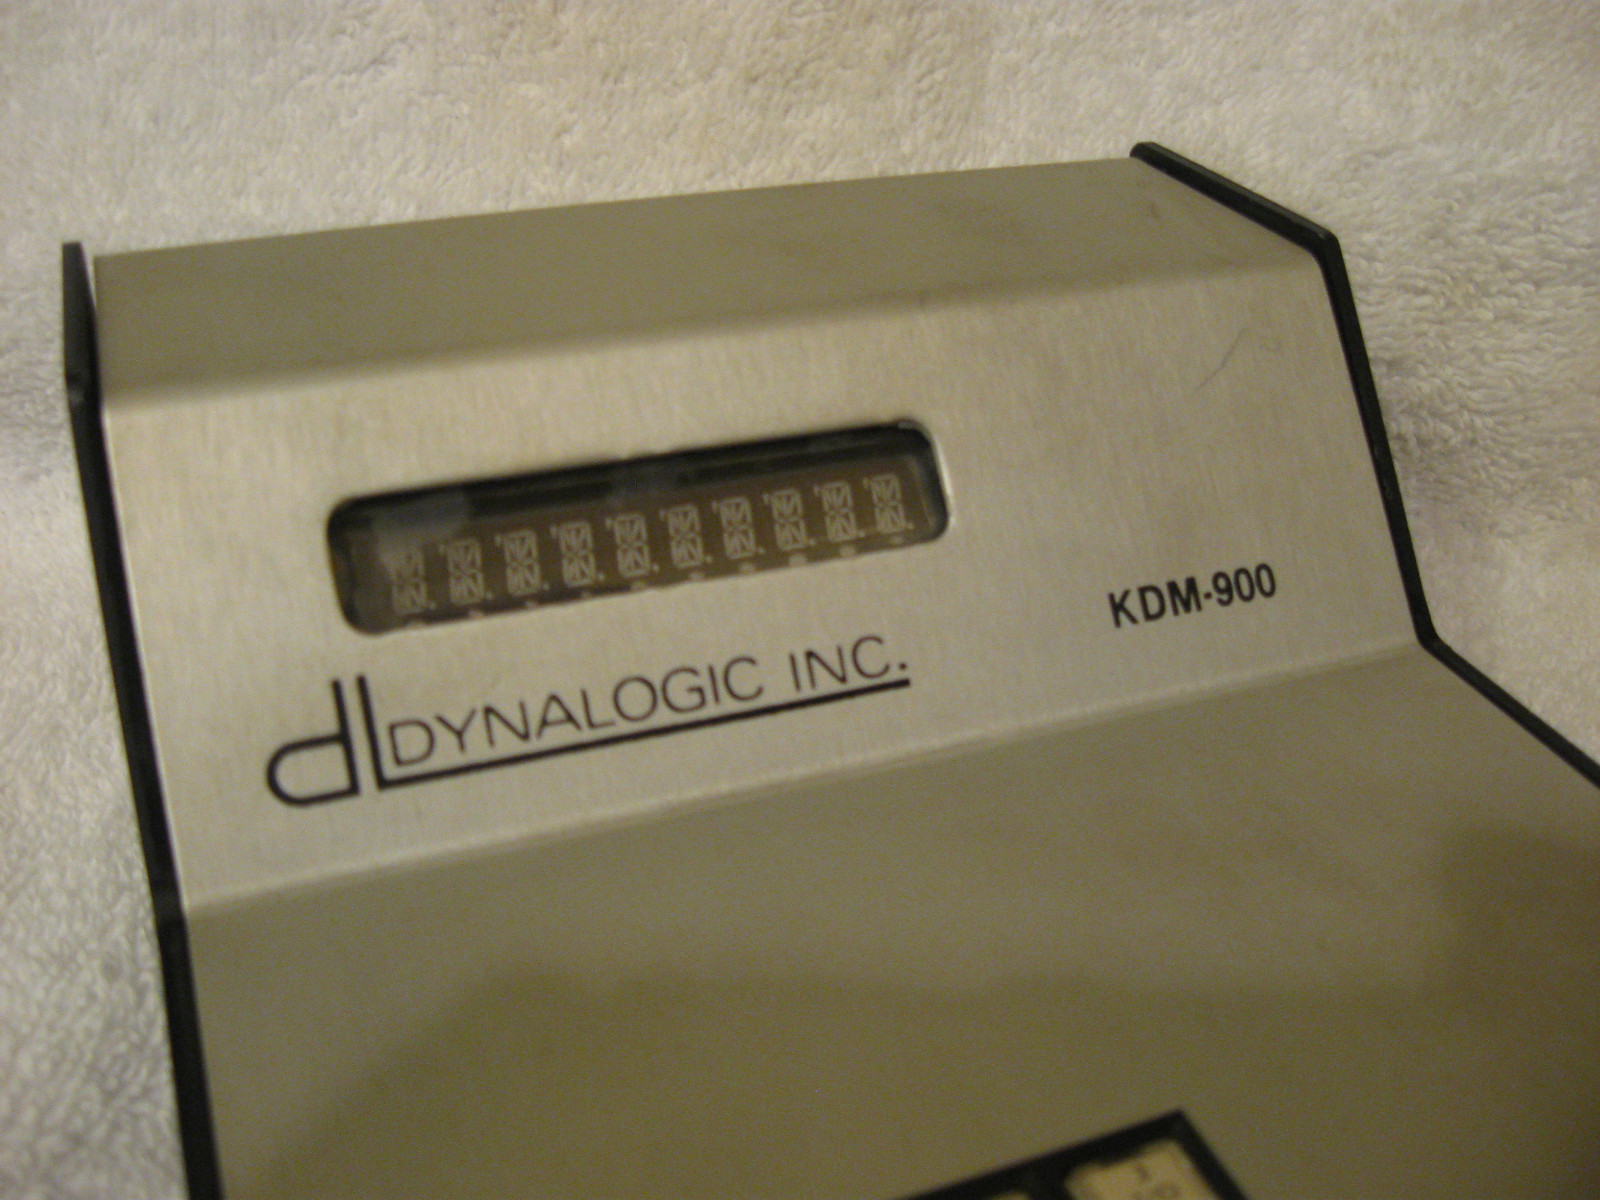 dL DYNALOGIC INC.
KDM-900